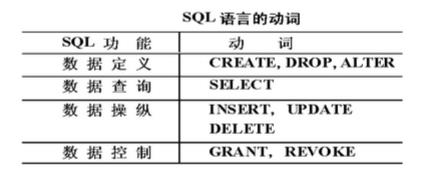 SQL 语言的动词
SQL 功 能 动 词
数 据 定 义 CREATE, DROP, ALTER
数 据 查 询 SELECT
数 据 操 纵 INSERT, UPDATE
DELETE
数 据 控 制 GRANT, REVOKE